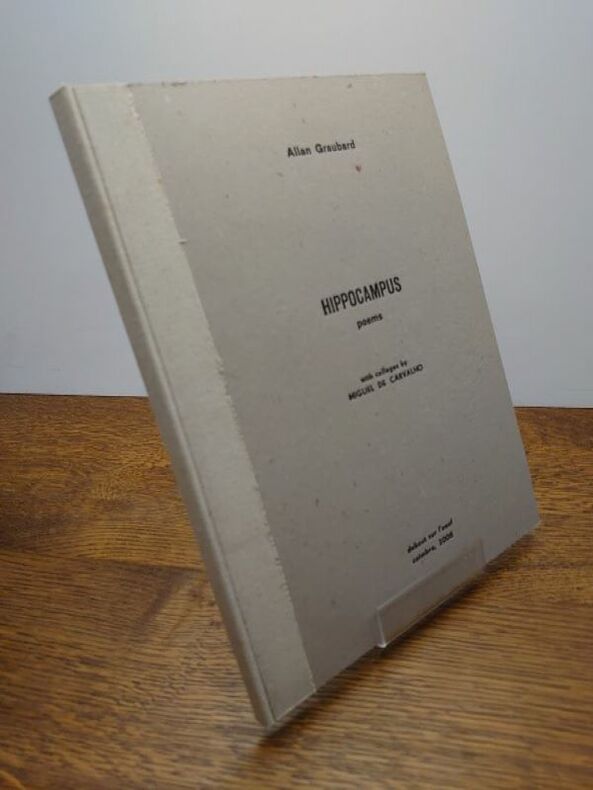 Allan Graubard
HIPPOCAMPUS
poems
with collages by
MIGUEL DE CARVALHO
debout sur l'oeuf
coimbra, 2008